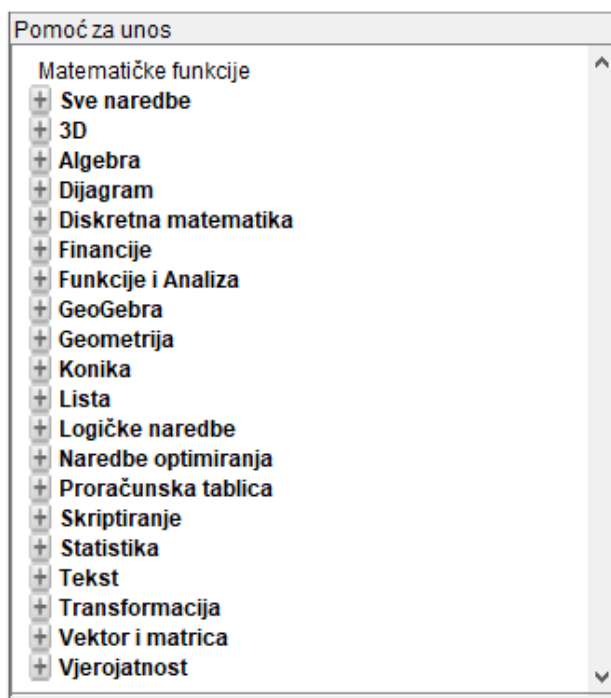 Pomoć za unos
Matematičke funkcije
Sve naredbe
3D
Algebra
Dijagram
Diskretna matematika
Financije
Funkcije i Analiza
GeoGebra
Geometrija
Konika
Lista
Logičke naredbe
Naredbe optimiranja
Proračunska tablica
Skriptiranje
Statistika
Tekst
Transformacija
Vektor i matrica
Vjerojatnost